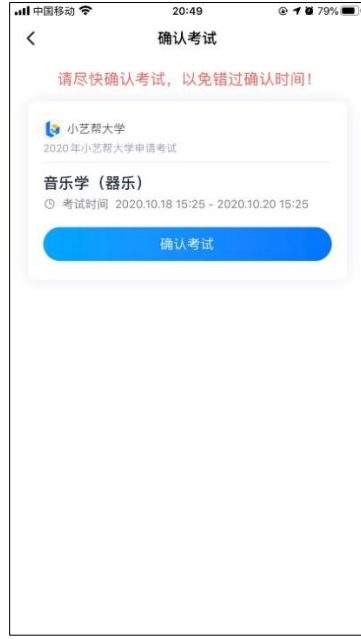 中国移动 20:49 79%
确认考试
请尽快确认考试，以免错过确认时间！
小艺帮大学
2020年小艺帮大学申请考试
音乐学（器乐）
考试时间 2020.10.18 15:25 - 2020.10.20 15:25
确认考试